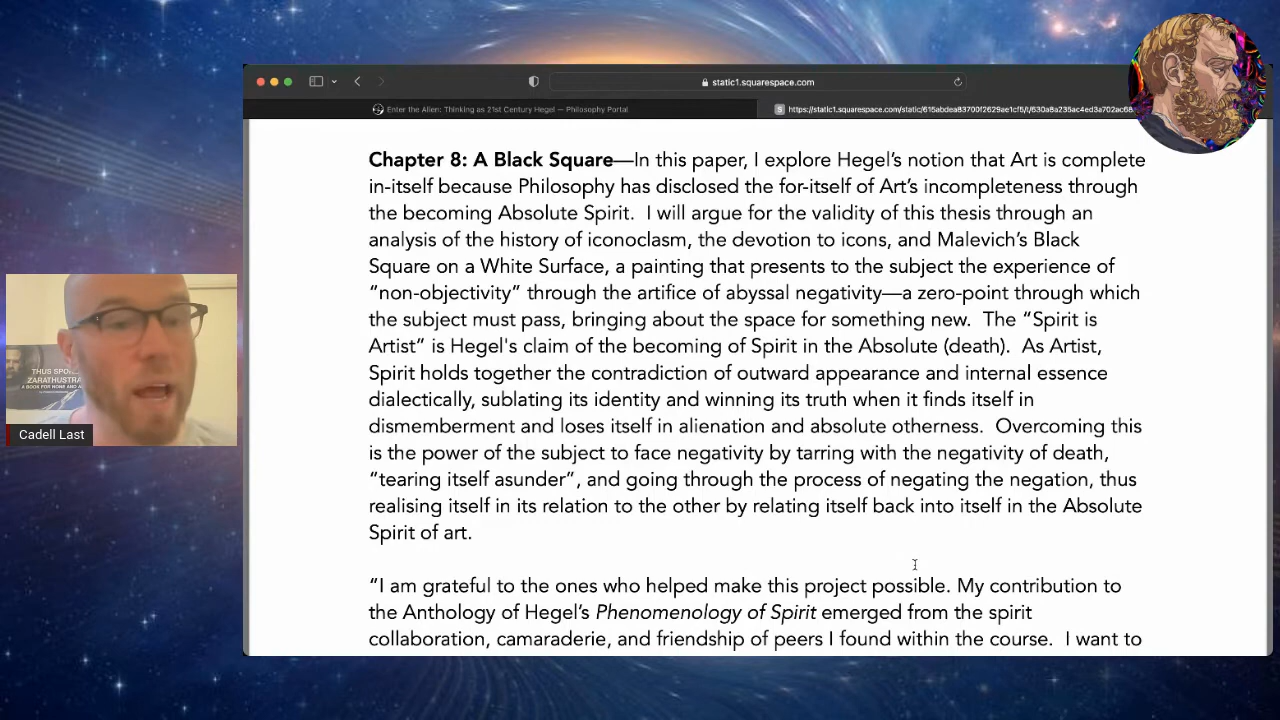 static1.squarespace.com
Enter the Alien: Thinking as 21st Century Hegel — Philosophy Portal
S
Chapter 8: A Black Square—In this paper, I explore Hegel’s notion that Art is complete
in-itself because Philosophy has disclosed the for-itself of Art’s incompleteness through
the becoming Absolute Spirit. I will argue for the validity of this thesis through an
analysis of the history of iconoclasm, the devotion to icons, and Malevich’s Black
Square on a White Surface, a painting that presents to the subject the experience of
“non-objectivity” through the artifice of abyssal negativity—a zero-point through which
the subject must pass, bringing about the space for something new. The “Spirit is
Artist” is Hegel's claim of the becoming of Spirit in the Absolute (death). As Artist,
Spirit holds together the contradiction of outward appearance and internal essence
dialectically, sublating its identity and winning its truth when it finds itself in
dismemberment and loses itself in alienation and absolute otherness. Overcoming this
is the power of the subject to face negativity by tarring with the negativity of death,
“tearing itself asunder”, and going through the process of negating the negation, thus
realising itself in its relation to the other by relating itself back into itself in the Absolute
Spirit of art.
“I am grateful to the ones who helped make this project possible. My contribution to
the Anthology of Hegel’s Phenomenology of Spirit emerged from the spirit
collaboration, camaraderie, and friendship of peers I found within the course. I want to
THUS SPO
ZARATHUSTRA
A BOOK FOR NONE AND
Cadell Last